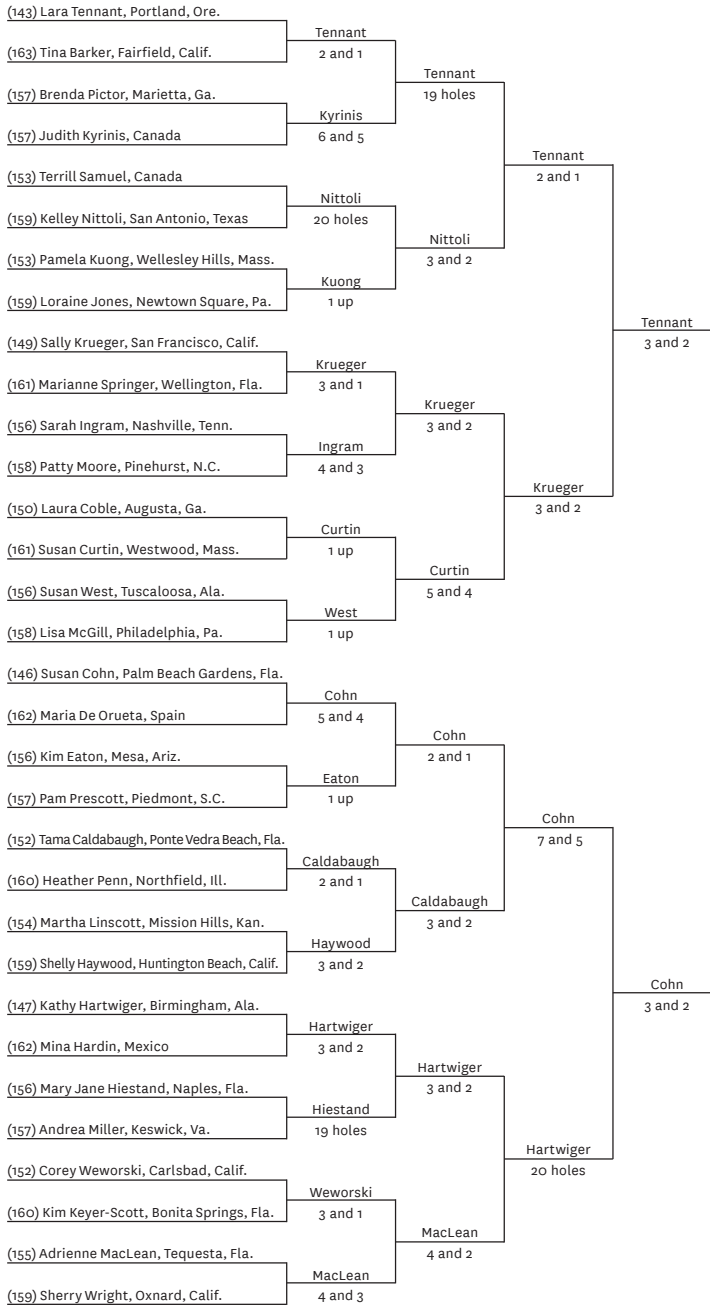 (143) Lara Tennant, Portland, Ore.
Tennant
(163) Tina Barker, Fairfield, Calif.
2 and 1
Tennant
19 holes
(157) Brenda Pictor, Marietta, Ga.
Kyrinis
(157) Judith Kyrinis, Canada
6 and 5
Tennant
2 and 1
(153) Terrill Samuel, Canada
Nittoli
(159) Kelley Nittoli, San Antonio, Texas
20 holes
Nittoli
3 and 2
(153) Pamela Kuong, Wellesley Hills, Mass.
Kuong
(159) Loraine Jones, Newtown Square, Pa.
1 up
Tennant
3 and 2
(149) Sally Krueger, San Francisco, Calif.
Krueger
(161) Marianne Springer, Wellington, Fla.
3 and 1
Krueger
3 and 2
(156) Sarah Ingram, Nashville, Tenn.
Ingram
(158) Patty Moore, Pinehurst, N.C.
4 and 3
Krueger
3 and 2
(150) Laura Coble, Augusta, Ga.
Curtin
(161) Susan Curtin, Westwood, Mass.
1 up
Curtin
5 and 4
(156) Susan West, Tuscaloosa, Ala.
West
(158) Lisa McGill, Philadelphia, Pa.
1 up
(146) Susan Cohn, Palm Beach Gardens, Fla.
Cohn
(162) Maria De Orueta, Spain
5 and 4
Cohn
2 and 1
(156) Kim Eaton, Mesa, Ariz.
Eaton
(157) Pam Prescott, Piedmont, S.C.
1 up
Cohn
7 and 5
(152) Tama Caldabaugh, Ponte Vedra Beach, Fla.
Caldabaugh
(160) Heather Penn, Northfield, Ill.
2 and 1
Caldabaugh
3 and 2
(154) Martha Linscott, Mission Hills, Kan.
Haywood
(159) Shelly Haywood, Huntington Beach, Calif.
3 and 2
Cohn
3 and 2
(147) Kathy Hartwiger, Birmingham, Ala.
Hartwiger
(162) Mina Hardin, Mexico
3 and 2
Hartwiger
3 and 2
(156) Mary Jane Hiestand, Naples, Fla.
Hiestand
(157) Andrea Miller, Keswick, Va.
19 holes
Hartwiger
20 holes
(152) Corey Weworski, Carlsbad, Calif.
Weworski
(160) Kim Keyer-Scott, Bonita Springs, Fla.
3 and 1
MacLean
4 and 2
(155) Adrienne MacLean, Tequesta, Fla.
MacLean
(159) Sherry Wright, Oxnard, Calif.
4 and 3